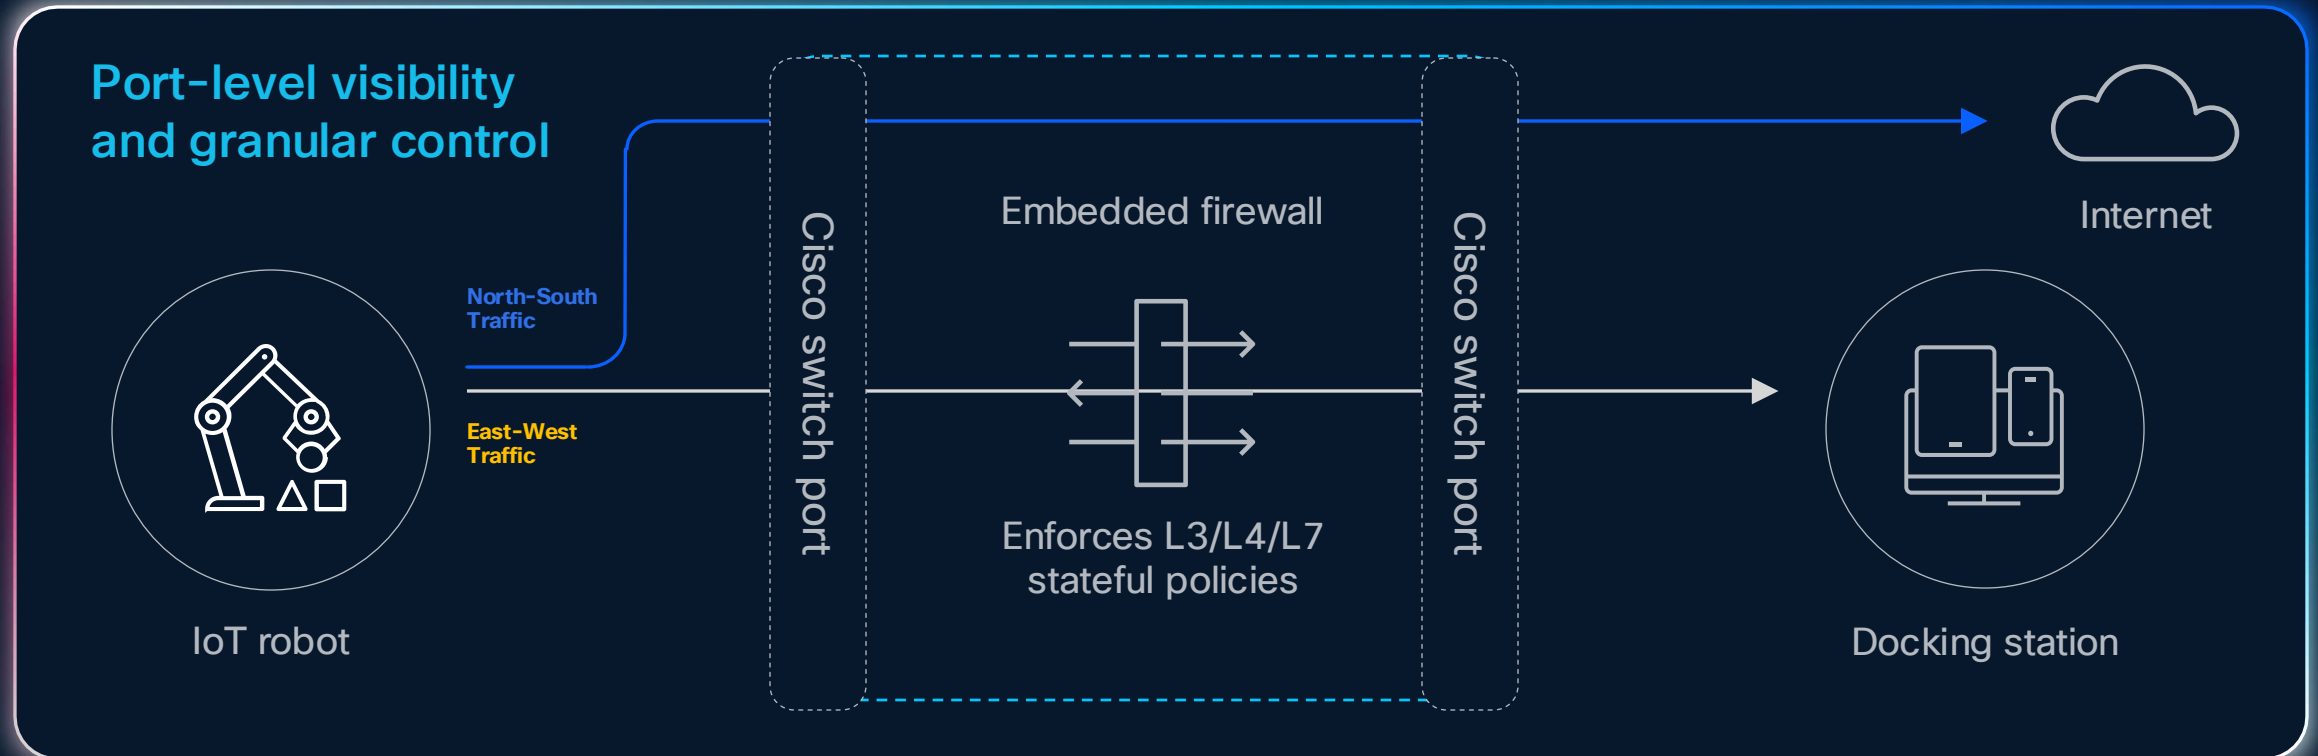 Port-level visibility
and granular control
North-South
Traffic
East-West
Traffic
IoT robot
Cisco switch port
Embedded firewall
Enforces L3/L4/L7
stateful policies
Cisco switch port
Internet
Docking station